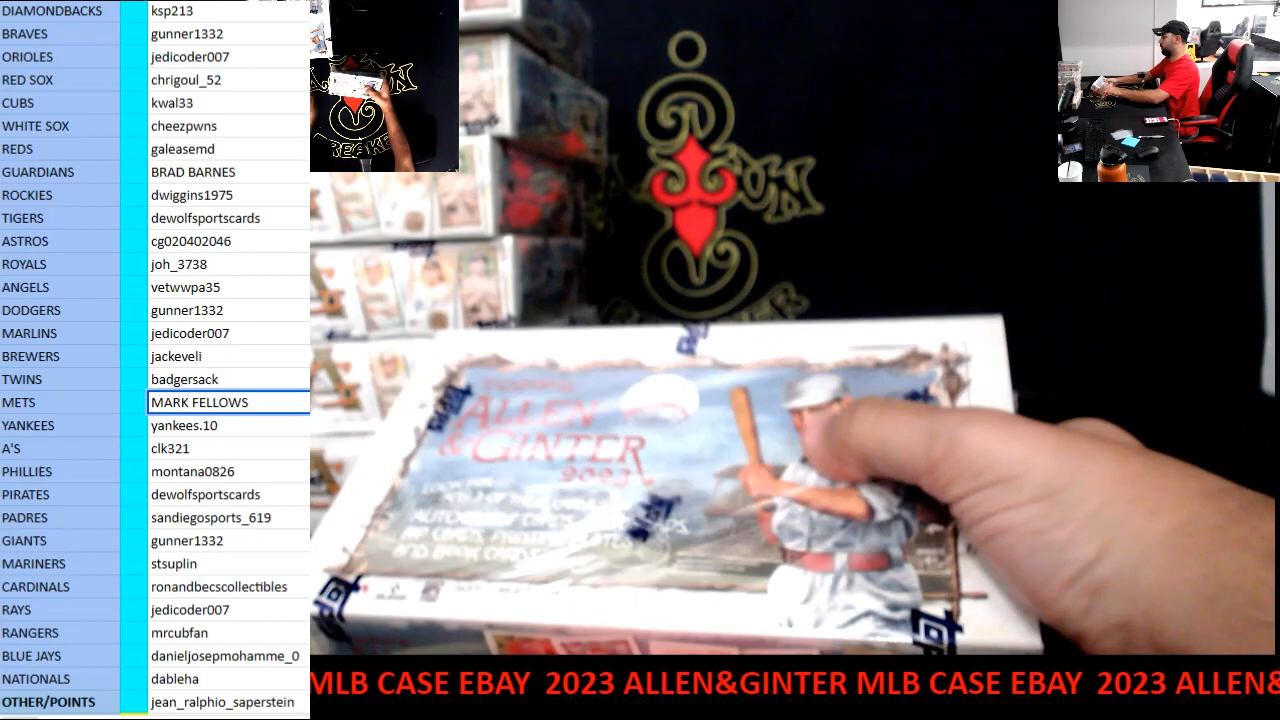 DIAMONDBACKS ksp213
BRAVES gunner1332
ORIOLES jedicoder007
RED SOX chrigoul_52
CUBS kwal33
WHITE SOX cheezpwns
REDS galeasemd
GUARDIANS BRAD BARNES
ROCKIES dwiggins1975
TIGERS dewolfsportscards
ASTROS cg020402046
ROYALS joh_3738
ANGELS vetwwpa35
DODGERS gunner1332
MARLINS jedicoder007
BREWERS jackeveli
TWINS badgersack
METS MARK FELLOWS
YANKEES yankees.10
A'S clk321
PHILLIES montana0826
PIRATES dewolfsportscards
PADRES sandiegosports_619
GIANTS gunner1332
MARINERS stsuplin
CARDINALS ronandbecscollectibles
RAYS jedicoder007
RANGERS mrcubfan
BLUE JAYS danieljosepmohamme_0
NATIONALS dableha
OTHER/POINTS jean_ralphio_saperstein
TOPPS
ALLEN
&GINTER
2023
MLB CASE EBAY 2023 ALLEN&GINTER MLB CASE EBAY 2023 ALLEN&